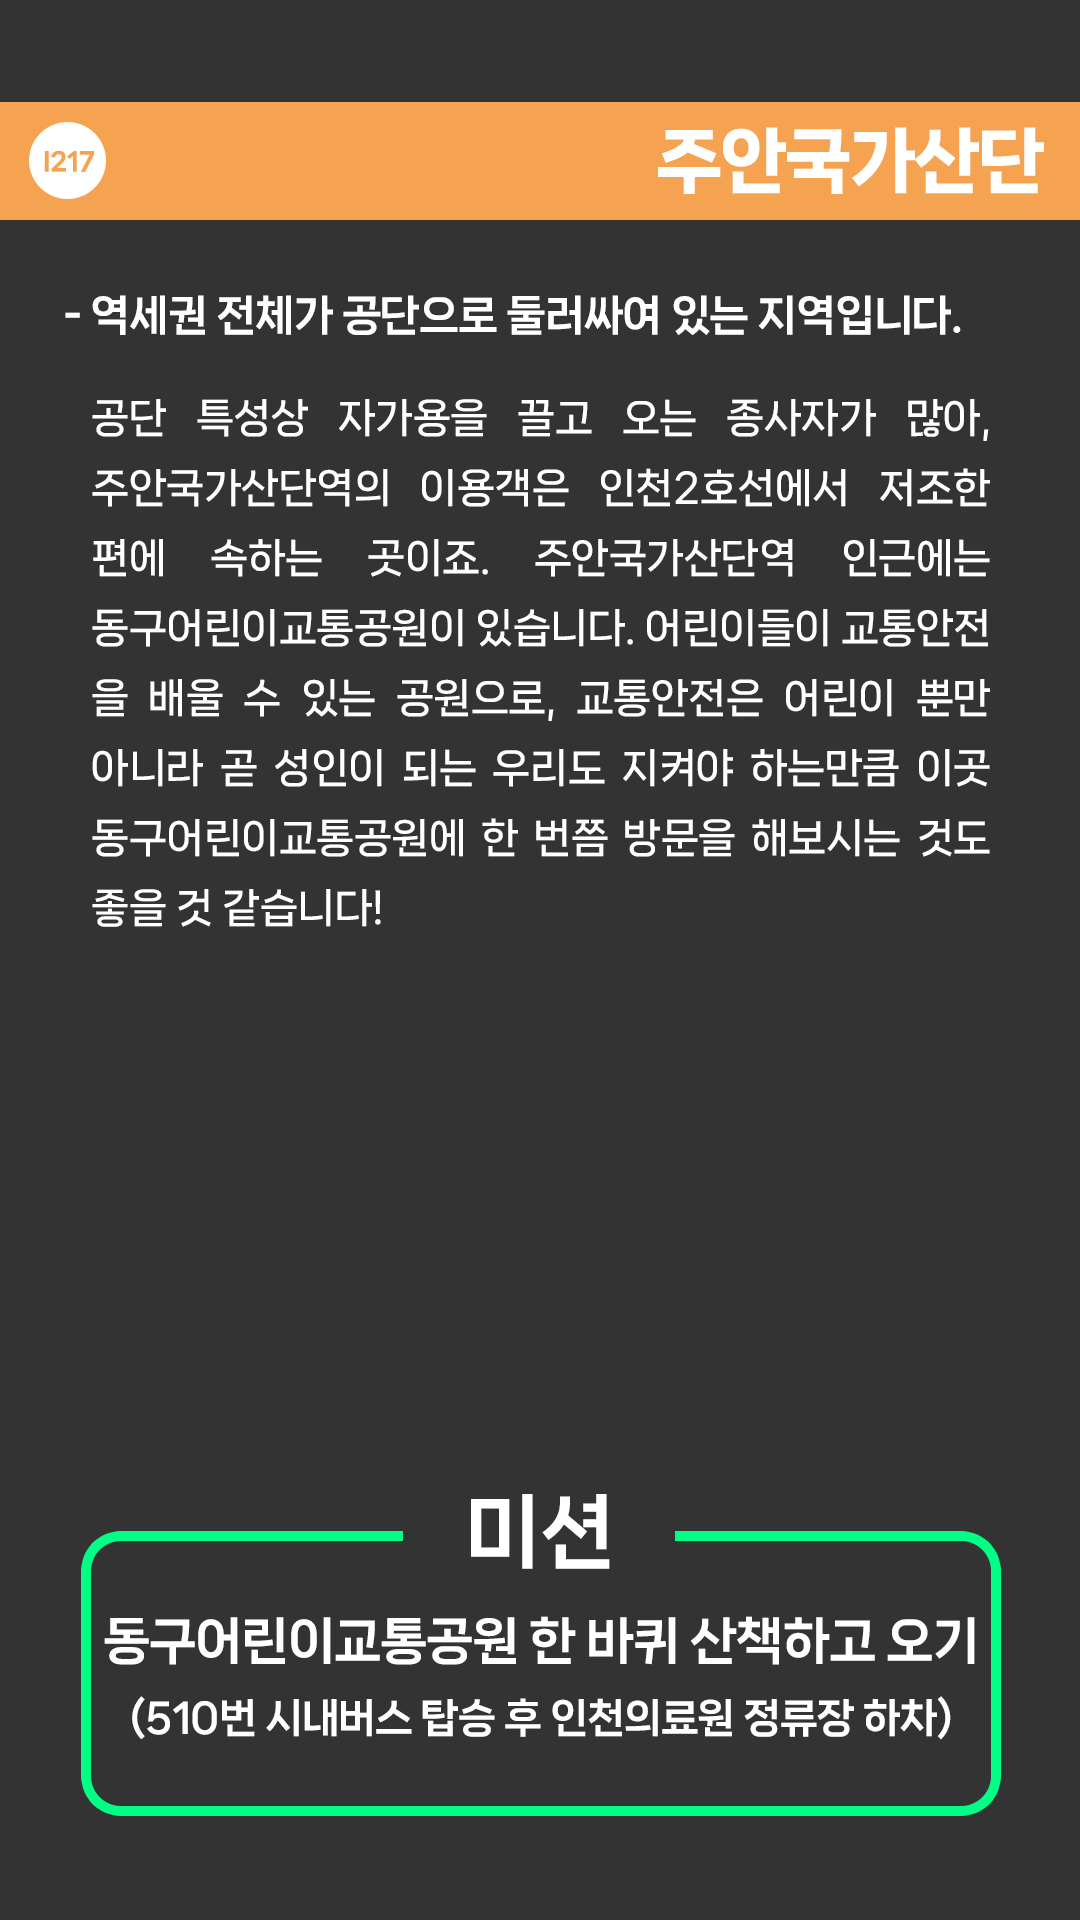 I217
주안국가산단
- 역세권 전체가 공단으로 둘러싸여 있는 지역입니다.
공단 특성상 자가용을 끌고 오는 종사자가 많아,
주안국가산단역의 이용객은 인천2호선에서 저조한
편에 속하는 곳이죠. 주안국가산단역 인근에는
동구어린이교통공원이 있습니다. 어린이들이 교통안전
을 배울 수 있는 공원으로, 교통안전은 어린이 뿐만
아니라 곧 성인이 되는 우리도 지켜야 하는만큼 이곳
동구어린이교통공원에 한 번쯤 방문을 해보시는 것도
좋을 것 같습니다!
미션
동구어린이교통공원 한 바퀴 산책하고 오기
(510번 시내버스 탑승 후 인천의료원 정류장 하차)